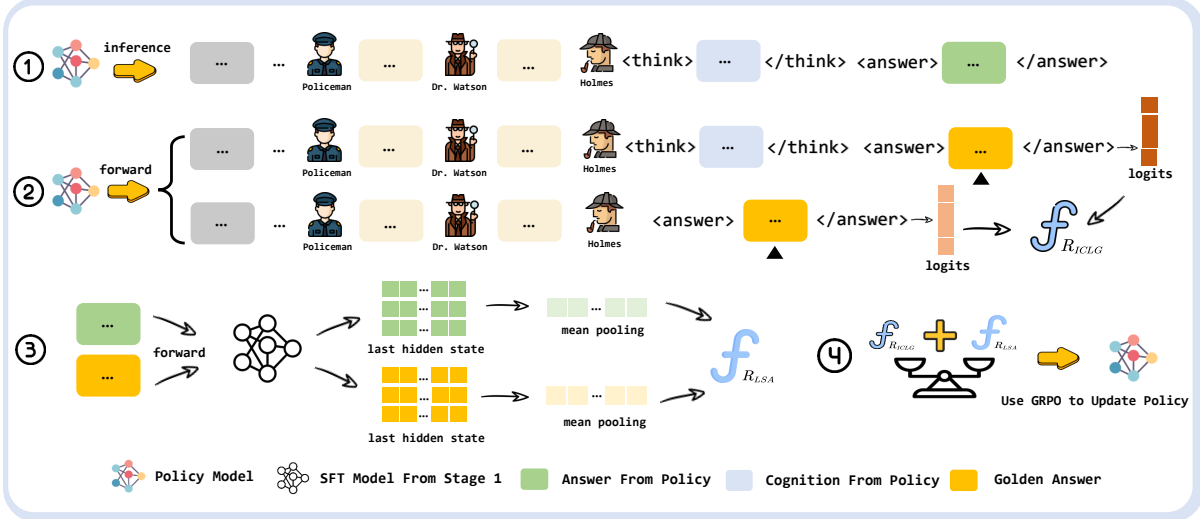 1
inference
...
...
Policeman
...
Dr. Watson
...
Holmes
<think>
...
</think>
<answer>
...
</answer>
2
forward
...
...
Policeman
...
Dr. Watson
...
Holmes
<think>
...
</think>
<answer>
...
</answer>
logits
...
...
Policeman
...
Dr. Watson
...
Holmes
<answer>
...
</answer>
logits
f R_ICLG
3
...
...
forward
...
last hidden state
...
mean pooling
...
last hidden state
...
mean pooling
f R_LSA
4
f R_ICLG
+
f R_LSA
Use GRPO to Update Policy
Policy Model
SFT Model From Stage 1
Answer From Policy
Cognition From Policy
Golden Answer